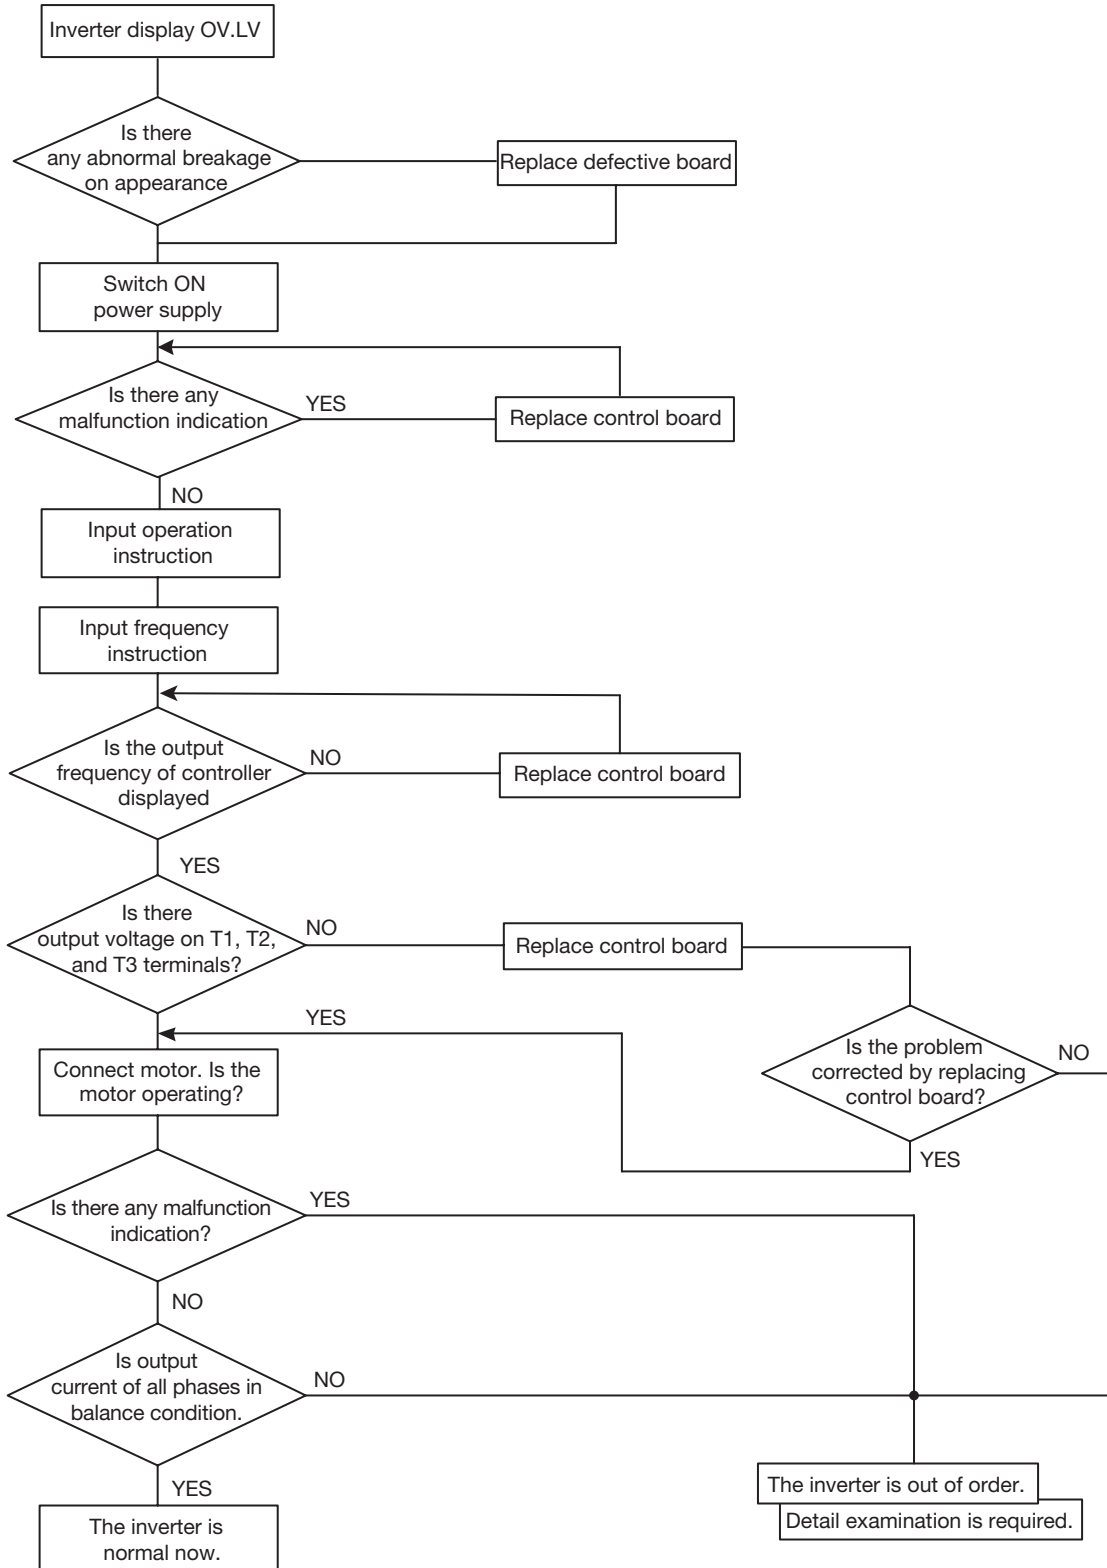 Inverter display OV.LV
Is there
any abnormal breakage
on appearance
Replace defective board
Switch ON
power supply
Is there any
malfunction indication
YES
Replace control board
NO
Input operation
instruction
Input frequency
instruction
Is the output
frequency of controller
displayed
NO
Replace control board
YES
Is there
output voltage on T1, T2,
and T3 terminals?
NO
Replace control board
YES
Is the problem
corrected by replacing
control board?
NO
YES
Connect motor. Is the
motor operating?
Is there any malfunction
indication?
YES
NO
Is output
current of all phases in
balance condition.
NO
YES
The inverter is out of order.
Detail examination is required.
The inverter is
normal now.